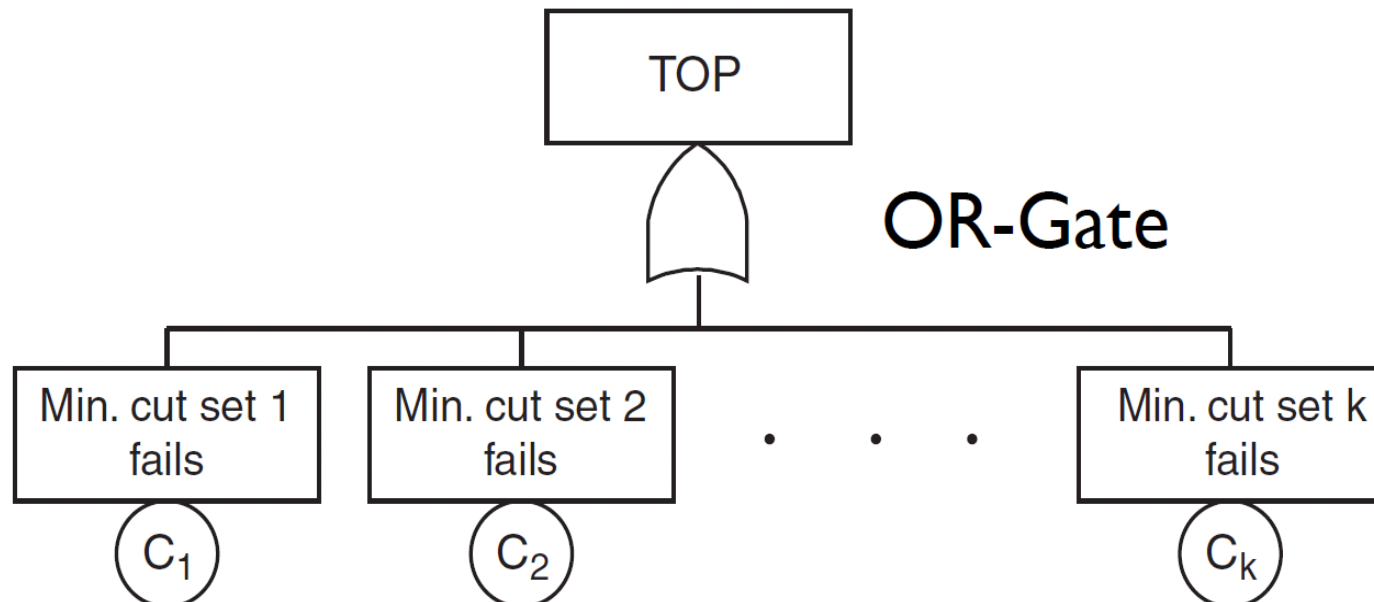 TOP
OR-Gate
Min. cut set 1
fails
Min. cut set 2
fails
. . .
Min. cut set k
fails
C1
C2
Ck